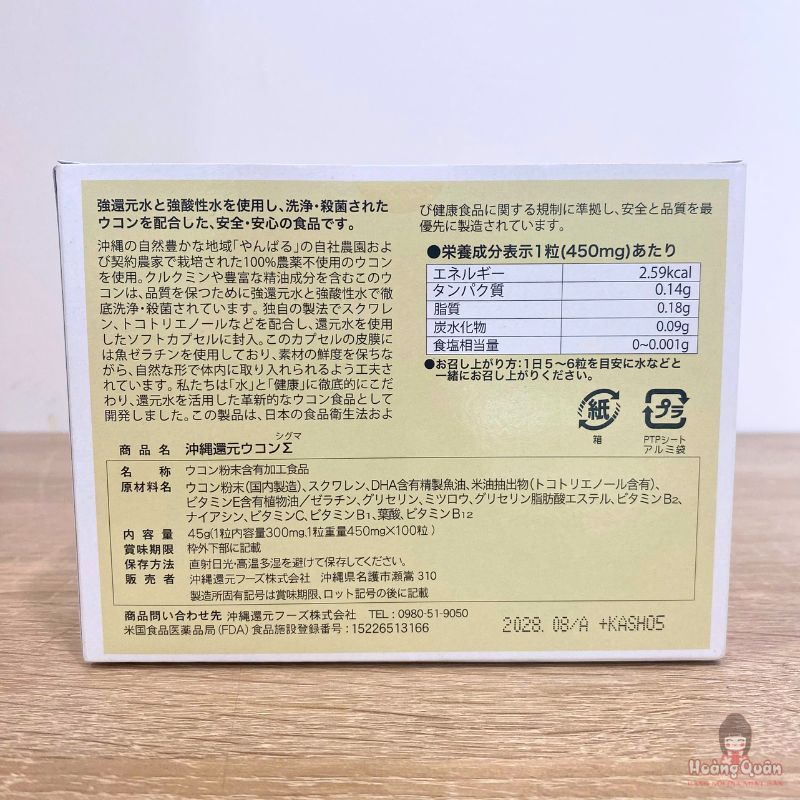 強還元水と強酸性水を使用し、洗浄・殺菌された
ウコンを配合した、安全・安心の食品です。
沖縄の自然豊かな地域「やんばる」の自社農園およ
び契約農家で栽培された100%農薬不使用のウコン
を使用。クルクミンや豊富な精油成分を含むこのウ
コンは、品質を保つために強還元水と強酸性水で徹
底洗浄・殺菌されています。独自の製法でスクワレ
ン、トコトリエノールなどを配合し、還元水を使用
したソフトカプセルに封入。このカプセルの皮膜に
は魚ゼラチンを使用しており、素材の鮮度を保ちな
がら、自然な形で体内に取り入れられるよう工夫さ
れています。私たちは「水」と「健康」に徹底的にこだ
わり、還元水を活用した革新的なウコン食品として
開発しました。この製品は、日本の食品衛生法およ
び健康食品に関する規制に準拠し、安全と品質を最
優先に製造されています。
●栄養成分表示1粒(450mg)あたり
エネルギー 2.59kcal
タンパク質 0.14g
脂質 0.18g
炭水化物 0.09g
食塩相当量 0~0.001g
●お召し上がり方:1日5~6粒を目安に水などと
一緒にお召し上がりください。
紙 プラ
箱 PTPシート
アルミ袋
シグマ
商品名 沖縄還元ウコンΣ
名称 ウコン粉末含有加工食品
原材料名 ウコン粉末(国内製造)、スクワレン、DHA含有精製魚油、米油抽出物(トコトリエノール含有)、
ビタミンE含有植物油/ゼラチン、グリセリン、ミツロウ、グリセリン脂肪酸エステル、ビタミンB2、
ナイアシン、ビタミンC、ビタミンB1、葉酸、ビタミンB12
内容量 45g(1粒内容量300mg、1粒重量450mg×100粒)
賞味期限 枠外下部に記載
保存方法 直射日光・高温多湿を避けて保存してください。
販売者 沖縄還元フーズ株式会社 沖縄県名護市瀬嵩310
製造所固有記号は賞味期限、ロット記号の後に記載
商品問い合わせ先 沖縄還元フーズ株式会社 TEL:0980-51-9050
米国食品医薬品局(FDA)食品施設登録番号:15226513166
2028.08/A +KASH05
Hoàng Quân